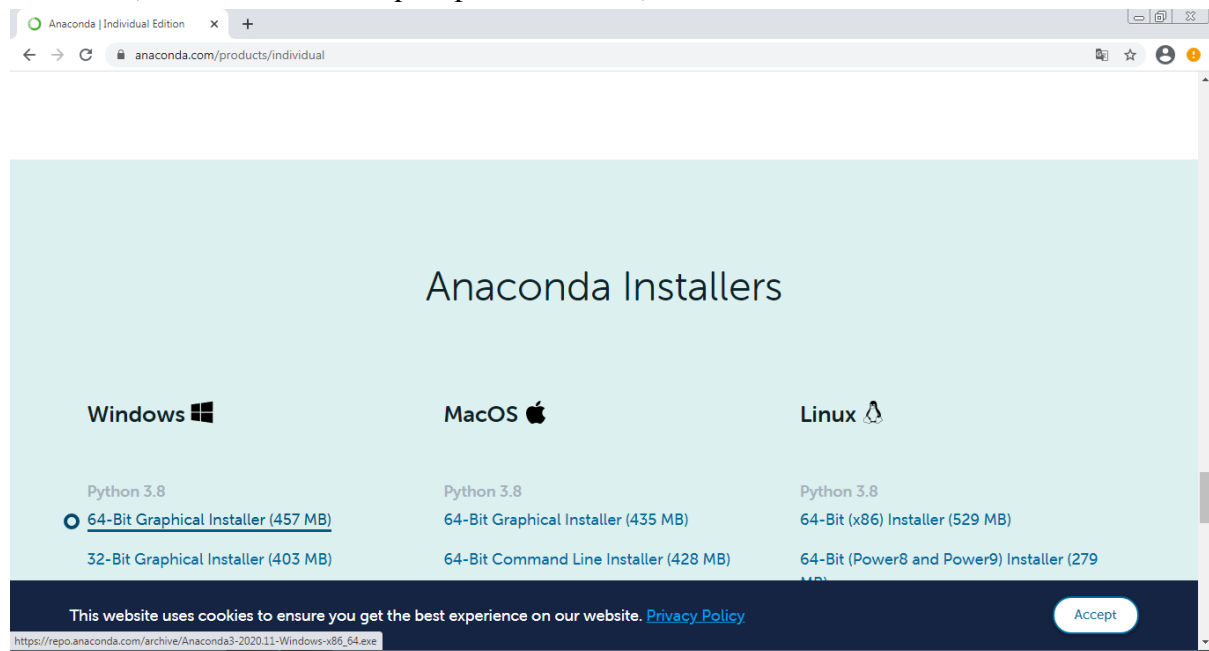 Anaconda | Individual Edition
anaconda.com/products/individual
Anaconda Installers
Windows
MacOS
Linux
Python 3.8
Python 3.8
Python 3.8
64-Bit Graphical Installer (457 MB)
64-Bit Graphical Installer (435 MB)
64-Bit (x86) Installer (529 MB)
32-Bit Graphical Installer (403 MB)
64-Bit Command Line Installer (428 MB)
64-Bit (Power8 and Power9) Installer (279
MB)
This website uses cookies to ensure you get the best experience on our website. Privacy Policy
Accept
https://repo.anaconda.com/archive/Anaconda3-2020.11-Windows-x86_64.exe